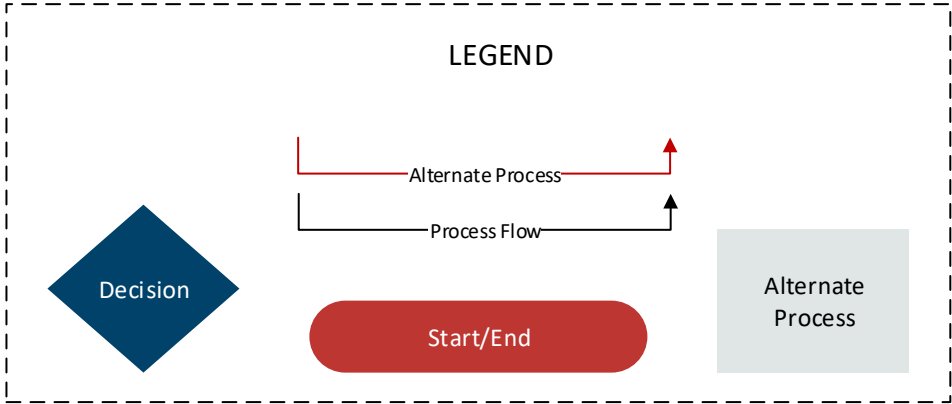 LEGEND
Alternate Process
Process Flow
Decision
Alternate
Process
Start/End